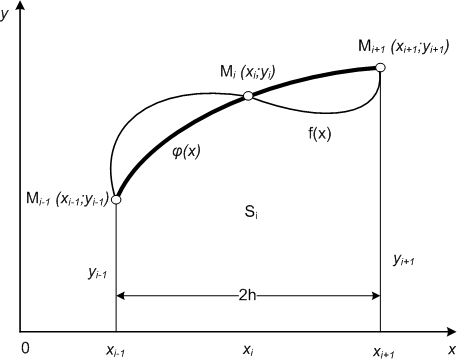 y
M_{i+1} (x_{i+1};y_{i+1})
M_i (x_i;y_i)
f(x)
φ(x)
M_{i-1} (x_{i-1};y_{i-1})
S_i
y_{i-1}
y_{i+1}
2h
0
x_{i-1}
x_i
x_{i+1}
x